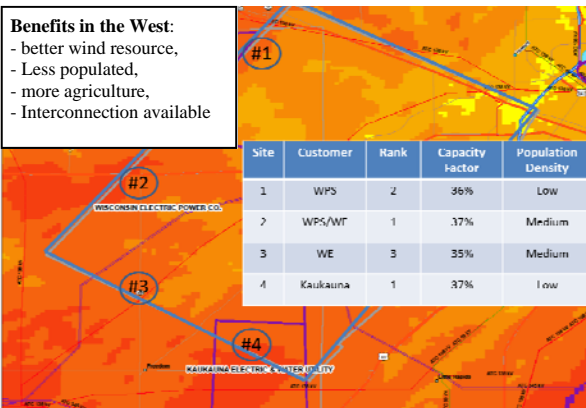 Benefits in the West:
- better wind resource,
- Less populated,
- more agriculture,
- Interconnection available
#1
Site Customer Rank Capacity Factor Population Density
1 WPS 2 36% Low
2 WPS/WE 1 37% Medium
3 WE 3 35% Medium
4 Kaukauna 1 37% Low
#2
WISCONSIN ELECTRIC POWER CO.
#3
#4
KAUKAUNA ELECTRIC & WATER UTILITY
Freedom